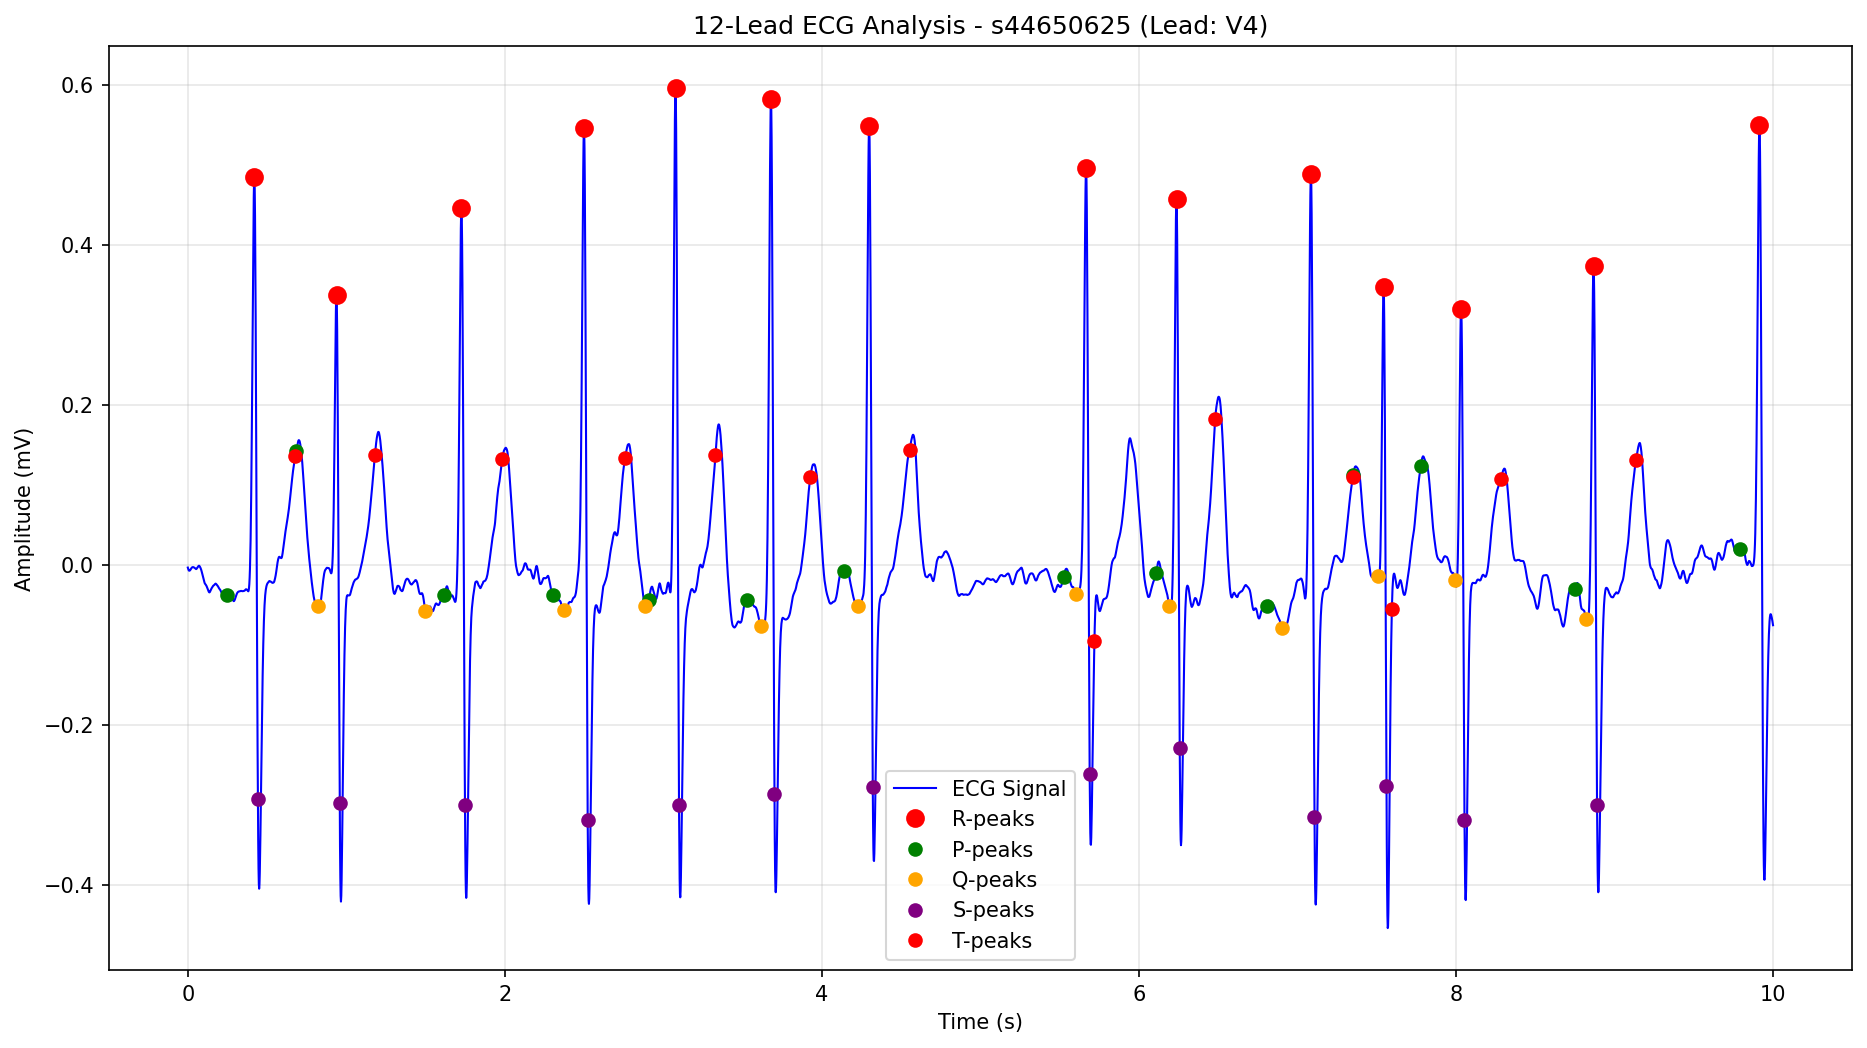 12-Lead ECG Analysis - s44650625 (Lead: V4)
Amplitude (mV)
0.6
0.4
0.2
0.0
−0.2
−0.4
ECG Signal
R-peaks
P-peaks
Q-peaks
S-peaks
T-peaks
0 2 4 6 8 10
Time (s)